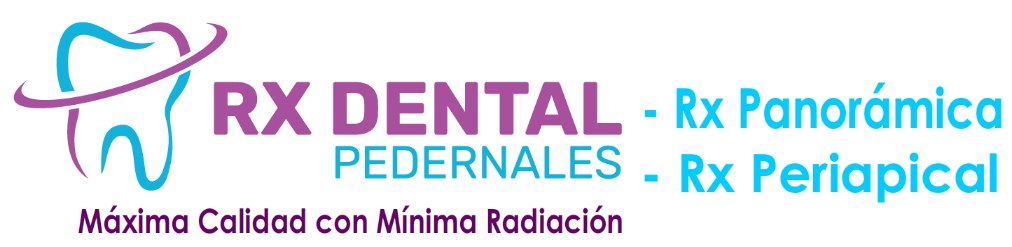 RX DENTAL
PEDERNALES
Máxima Calidad con Mínima Radiación
- Rx Panorámica
- Rx Periapical